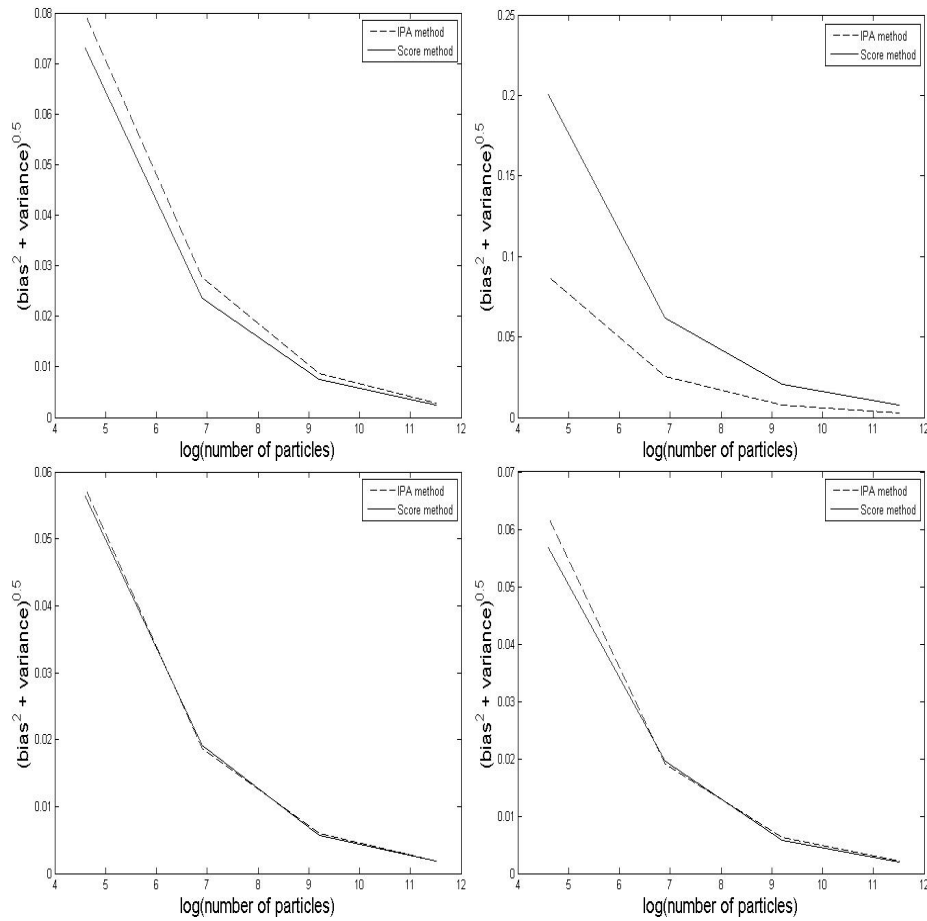 0.08
0.07
0.06
0.05
0.04
0.03
0.02
0.01
0
(bias² + variance)^0.5
IPA method
Score method
4 5 6 7 8 9 10 11 12
log(number of particles)
0.25
0.2
0.15
0.1
0.05
0
(bias² + variance)^0.5
IPA method
Score method
4 5 6 7 8 9 10 11 12
log(number of particles)
0.06
0.05
0.04
0.03
0.02
0.01
0
(bias² + variance)^0.5
IPA method
Score method
4 5 6 7 8 9 10 11 12
log(number of particles)
0.07
0.06
0.05
0.04
0.03
0.02
0.01
0
(bias² + variance)^0.5
IPA method
Score method
4 5 6 7 8 9 10 11 12
log(number of particles)